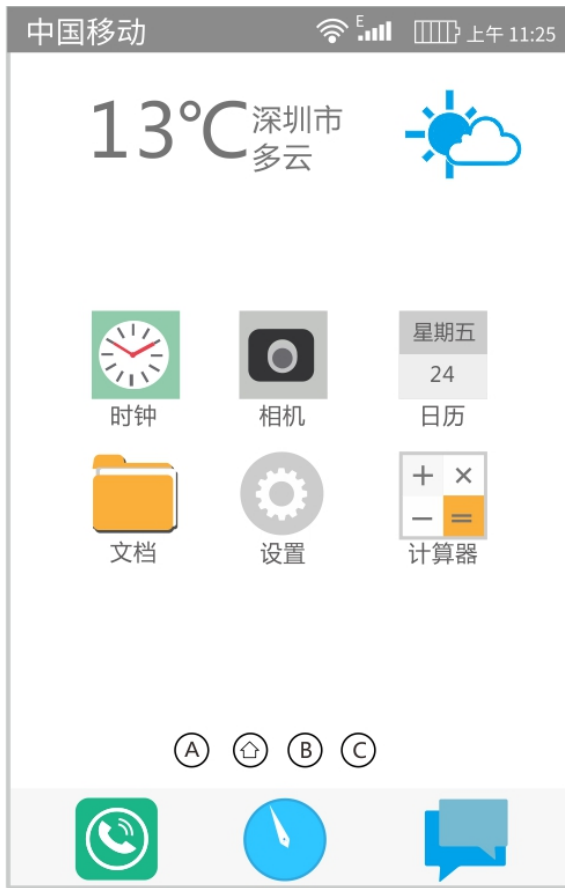 中国移动 E 上午 11:25
13℃ 深圳市
多云
星期五
24
时钟 相机 日历
+ ×
− =
文档 设置 计算器
A B C